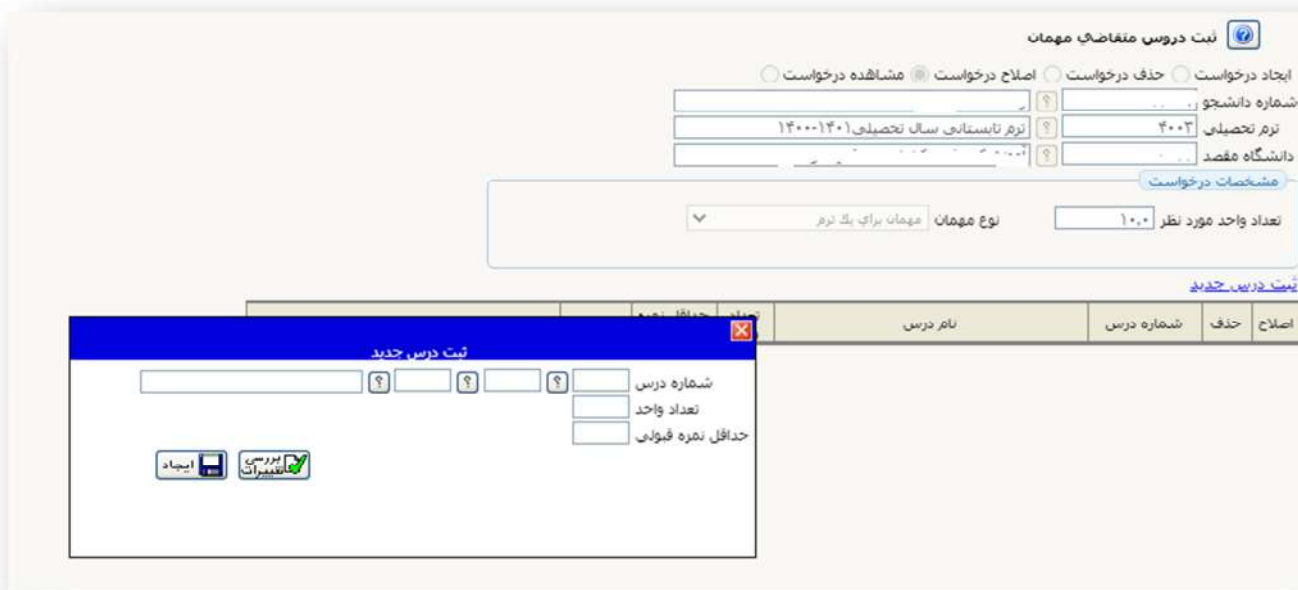 ثبت دروس متقاضي مهمان
ایجاد درخواست حذف درخواست اصلاح درخواست مشاهده درخواست
شماره دانشجو ؟
ترم تحصیلی ۴۰۰۳ ؟ ترم تابستانی سال تحصیلی۱۴۰۱-۱۴۰۰
دانشگاه مقصد ؟
مشخصات درخواست
تعداد واحد مورد نظر ۱۰.۰ نوع مهمان مهمان براي يك ترم
ثبت درس جدید
اصلاح حذف شماره درس نام درس تعداد حداقل نمره
ثبت درس جدید
شماره درس ؟ ؟ ؟
تعداد واحد
حداقل نمره قبولی
بررسی تغییرات ایجاد